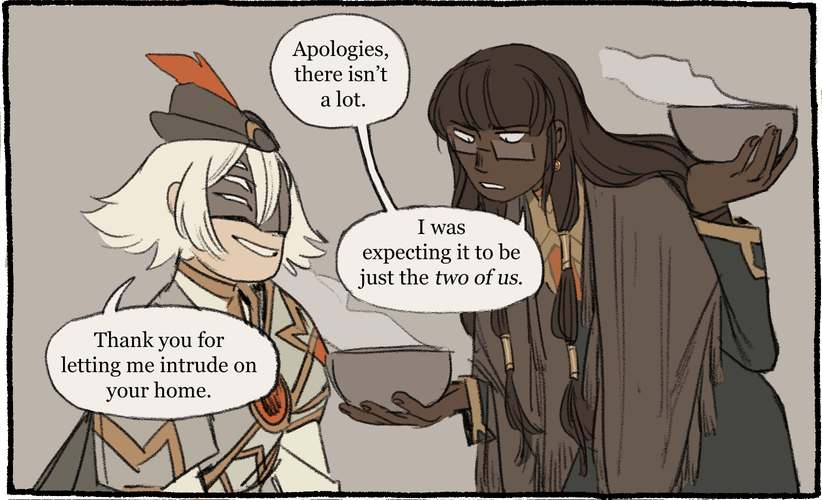 Apologies,
there isn't
a lot.
I was
expecting it to be
just the two of us.
Thank you for
letting me intrude on
your home.